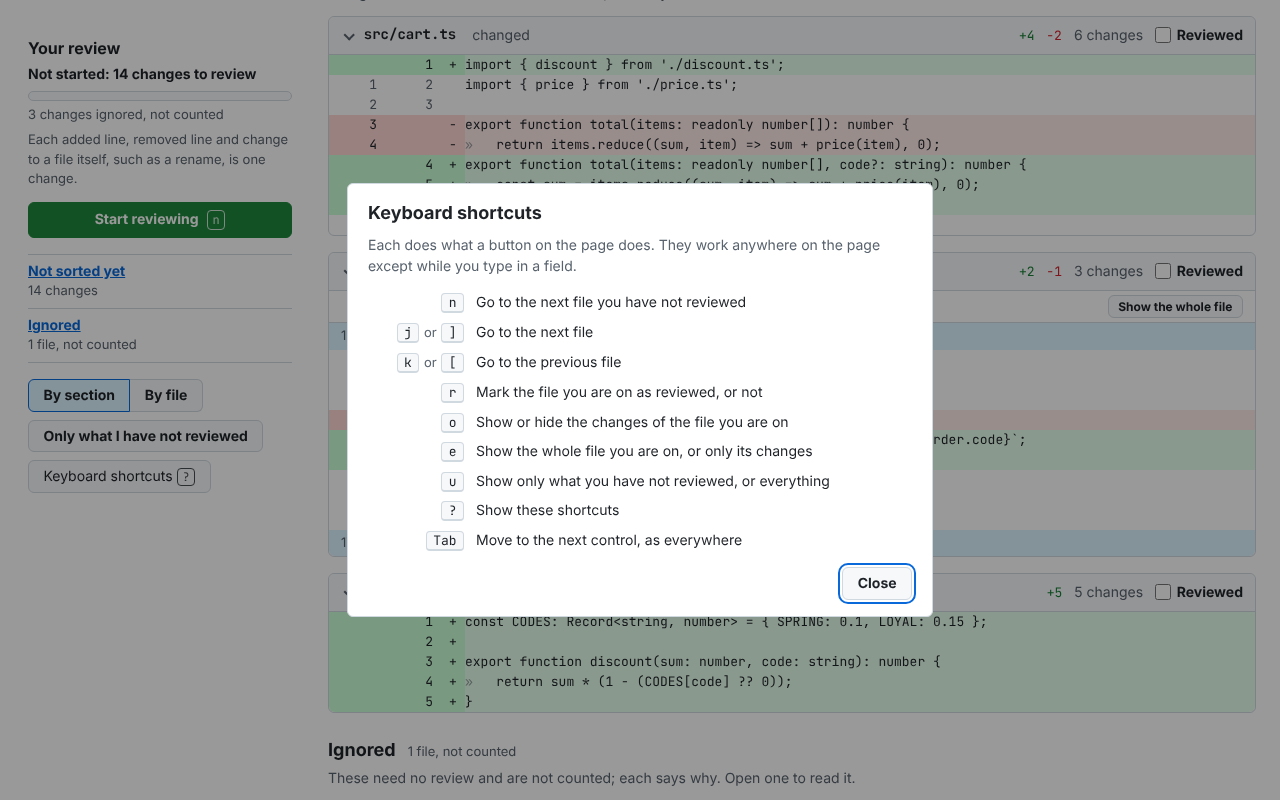 Your review
Not started: 14 changes to review
3 changes ignored, not counted
Each added line, removed line and change
to a file itself, such as a rename, is one
change.
Start reviewing n
Not sorted yet
14 changes
Ignored
1 file, not counted
By section By file
Only what I have not reviewed
Keyboard shortcuts ?
src/cart.ts changed +4 -2 6 changes Reviewed
1 + import { discount } from './discount.ts';
1 2 import { price } from './price.ts';
2 3
3 - export function total(items: readonly number[]): number {
4 - » return items.reduce((sum, item) => sum + price(item), 0);
4 + export function total(items: readonly number[], code?: string): number {
5 + » const sum = items.reduce((sum, item) => sum + price(item), 0);
+2 -1 3 changes Reviewed
Show the whole file
rder.code}`;
Keyboard shortcuts
Each does what a button on the page does. They work anywhere on the page
except while you type in a field.
n Go to the next file you have not reviewed
j or ] Go to the next file
k or [ Go to the previous file
r Mark the file you are on as reviewed, or not
o Show or hide the changes of the file you are on
e Show the whole file you are on, or only its changes
u Show only what you have not reviewed, or everything
? Show these shortcuts
Tab Move to the next control, as everywhere
Close
+5 5 changes Reviewed
1 + const CODES: Record<string, number> = { SPRING: 0.1, LOYAL: 0.15 };
2 +
3 + export function discount(sum: number, code: string): number {
4 + » return sum * (1 - (CODES[code] ?? 0));
5 + }
Ignored 1 file, not counted
These need no review and are not counted; each says why. Open one to read it.